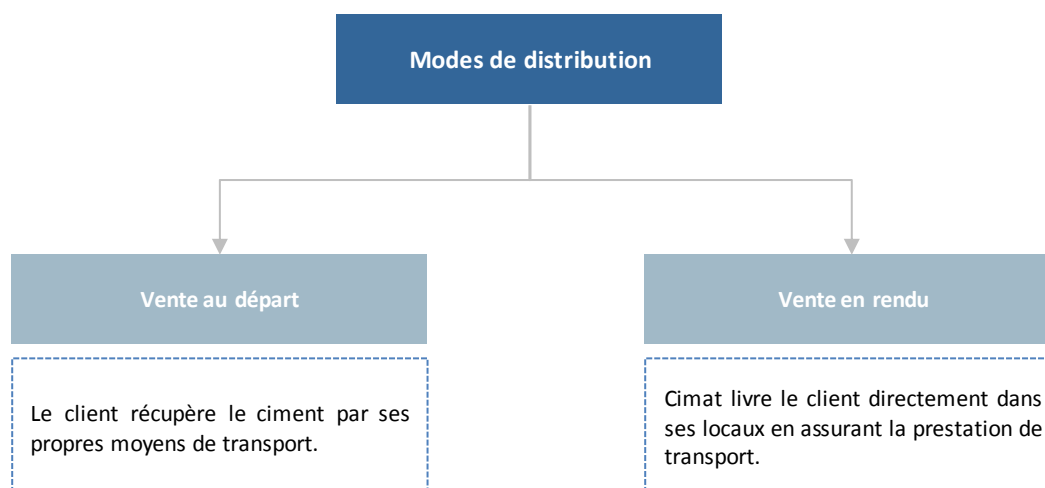 Modes de distribution
Vente au départ
Vente en rendu
Le client récupère le ciment par ses
propres moyens de transport.
Cimat livre le client directement dans
ses locaux en assurant la prestation de
transport.